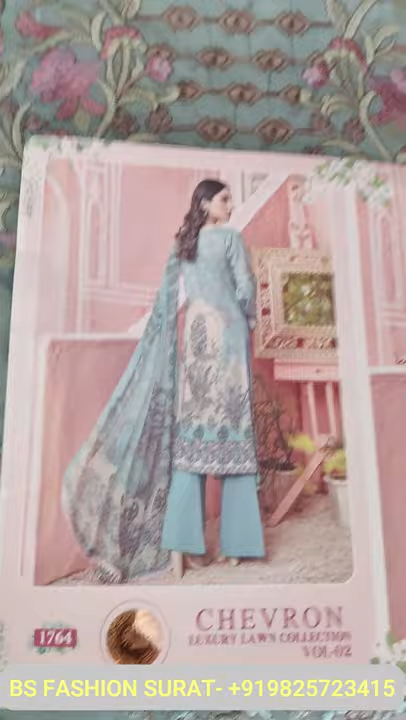 1764
CHEVRON
LUXURY LAWN COLLECTION
VOL-02
BS FASHION SURAT- +919825723415